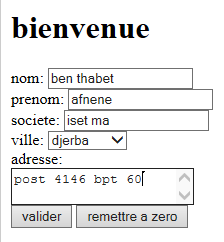 bienvenue
nom: ben thabet
prenom: afnene
societe: iset ma
ville: djerba
adresse:
post 4146 bpt 60
valider remettre a zero